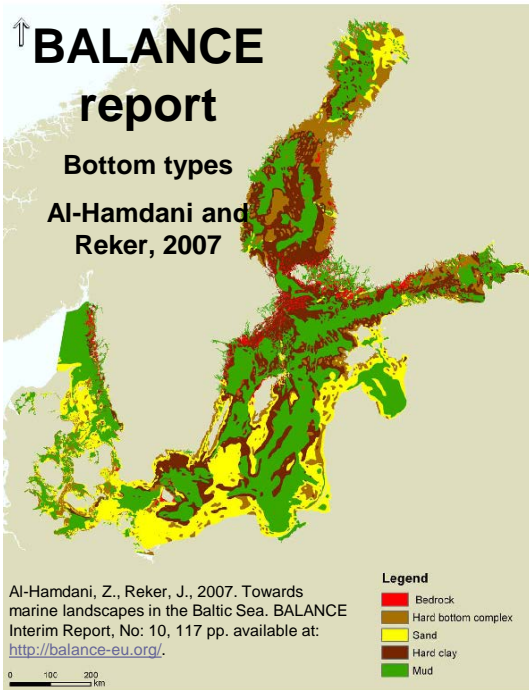 BALANCE
report
Bottom types
Al-Hamdani and
Reker, 2007
Al-Hamdani, Z., Reker, J., 2007. Towards
marine landscapes in the Baltic Sea. BALANCE
Interim Report, No: 10, 117 pp. available at:
http://balance-eu.org/.
0 100 200
km
Legend
Bedrock
Hard bottom complex
Sand
Hard clay
Mud